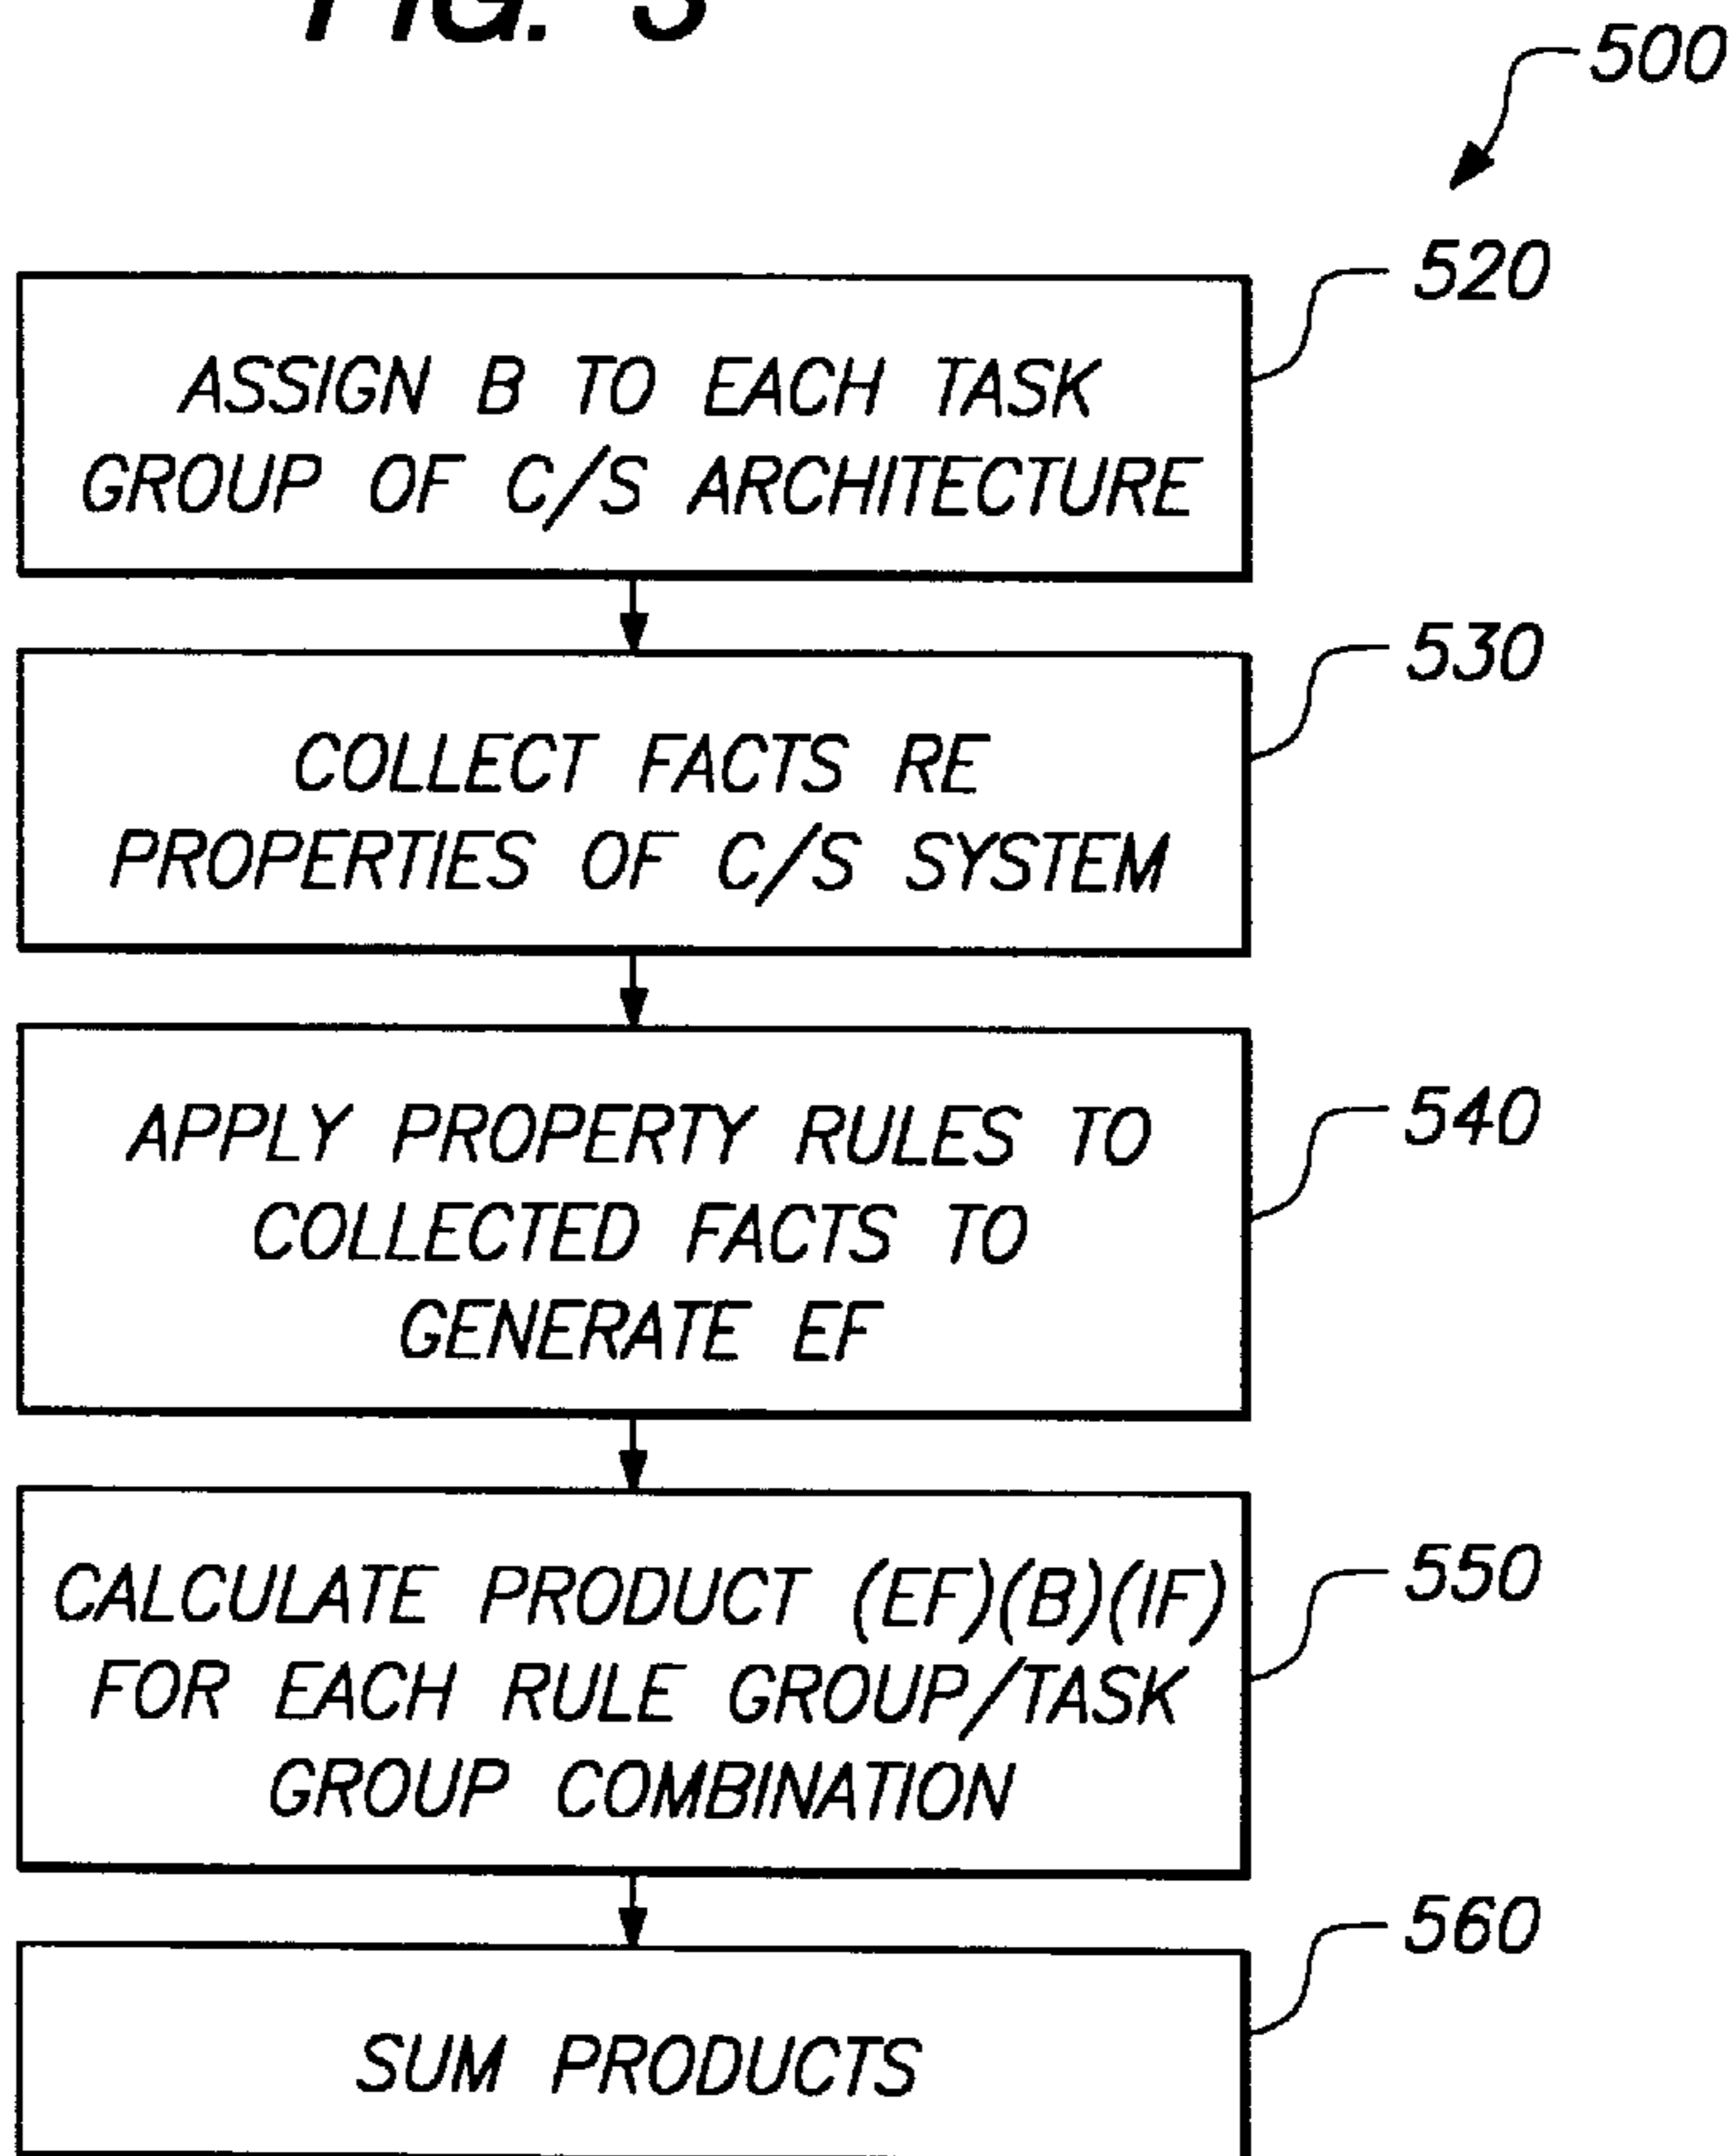 FIG.
500
520
ASSIGN B TO EACH TASK
GROUP OF C/S ARCHITECTURE
530
COLLECT FACTS RE
PROPERTIES OF C/S SYSTEM
540
APPLY PROPERTY RULES TO
COLLECTED FACTS TO
GENERATE EF
550
CALCULATE PRODUCT (EF)(B)(IF)
FOR EACH RULE GROUP/TASK
GROUP COMBINATION
560
SUM PRODUCTS